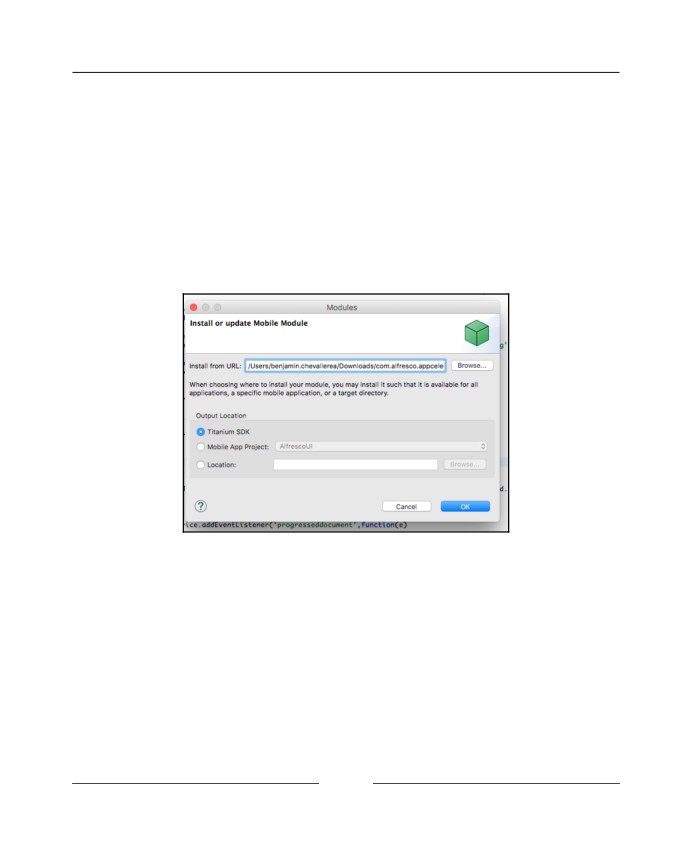 Modules
Install or update Mobile Module
g'
Install from URL: /Users/benjamin.chevallerea/Downloads/com.alfresco.appcele Browse...
When choosing where to install your module, you may install it such that it is available for all
applications, a specific mobile application, or a target directory.
Output Location
Titanium SDK
Mobile App Project: AlfrescoUI
Location: Browse...
d.
? Cancel OK
rice.addEventListener('progresseddocument',function(e)